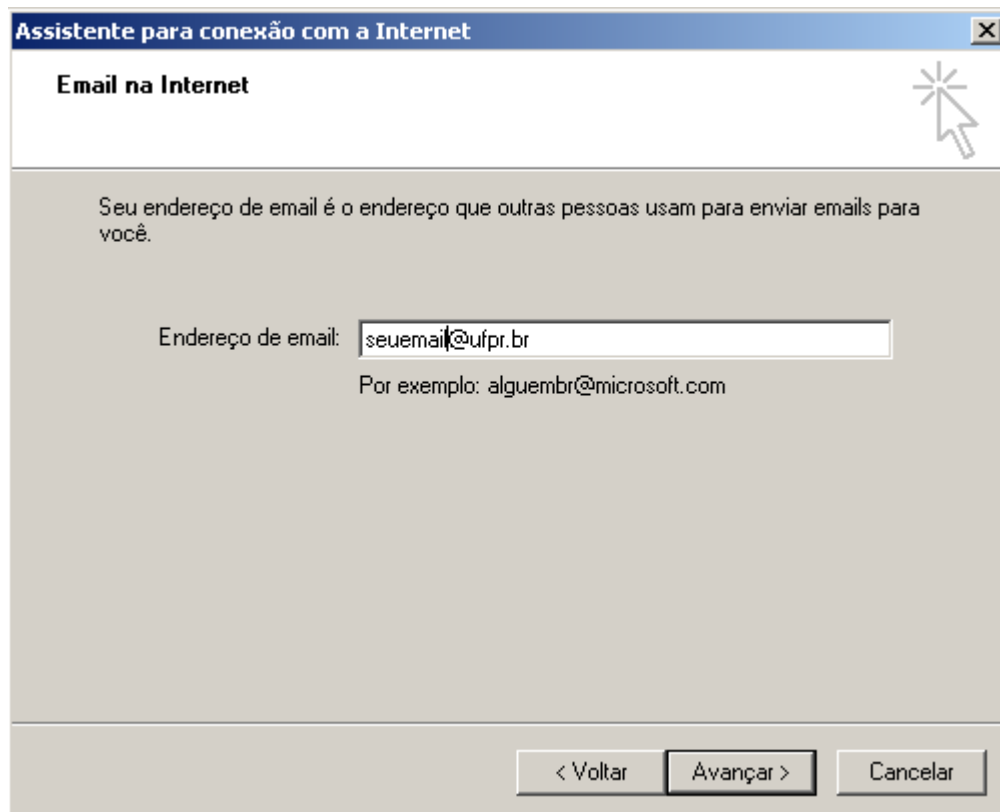 Assistente para conexão com a Internet
Email na Internet
Seu endereço de email é o endereço que outras pessoas usam para enviar emails para
você.
Endereço de email: seuemail@ufpr.br
Por exemplo: alguembr@microsoft.com
< Voltar Avançar > Cancelar